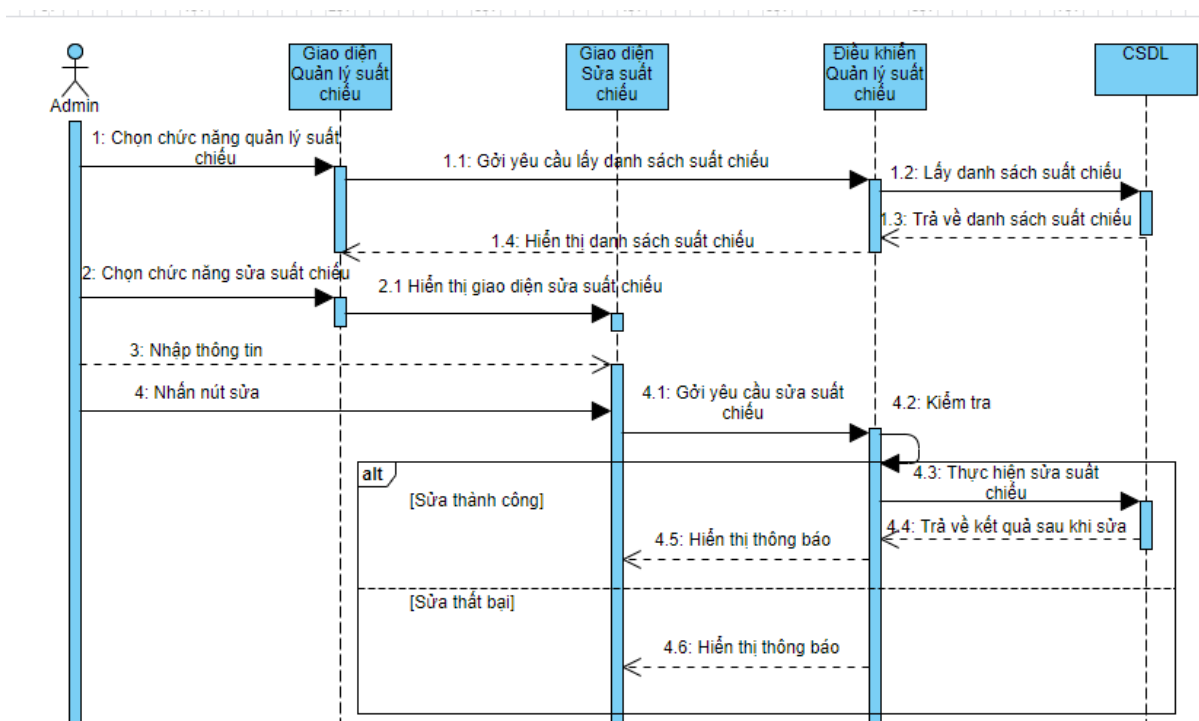 Giao diện
Quản lý suất
chiếu
Giao diện
Sửa suất
chiếu
Điều khiển
Quản lý suất
chiếu
CSDL
Admin
1: Chọn chức năng quản lý suất
chiếu
1.1: Gởi yêu cầu lấy danh sách suất chiếu
1.2: Lấy danh sách suất chiếu
1.3: Trả về danh sách suất chiếu
1.4: Hiển thị danh sách suất chiếu
2: Chọn chức năng sửa suất chiếu
2.1 Hiển thị giao diện sửa suất chiếu
3: Nhập thông tin
4: Nhấn nút sửa
4.1: Gởi yêu cầu sửa suất
chiếu
4.2: Kiểm tra
alt
[Sửa thành công]
4.3: Thực hiện sửa suất
chiếu
4.4: Trả về kết quả sau khi sửa
4.5: Hiển thị thông báo
[Sửa thất bại]
4.6: Hiển thị thông báo